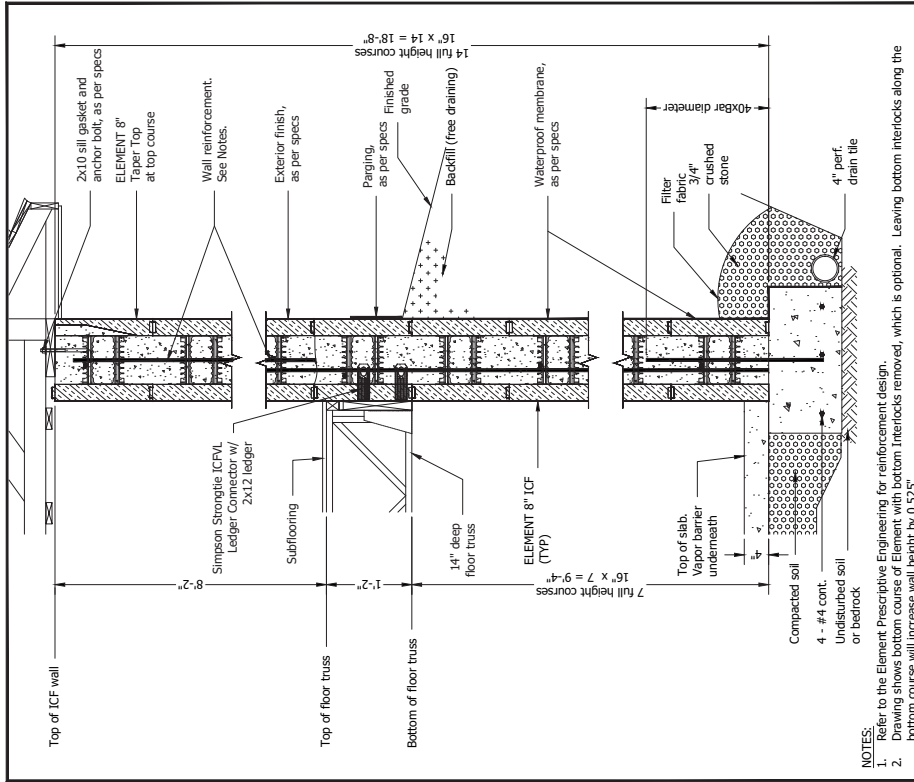 Top of ICF wall
Top of floor truss
Bottom of floor truss
8'-2"
1'-2"
7 full height courses
16" x 7 = 9'-4"
4"
Simpson Strongtie ICFVL
Ledger Connector w/
2x12 ledger
Subflooring
14" deep
floor truss
ELEMENT 8" ICF
(TYP)
Top of slab.
Vapor barrier
underneath
Compacted soil
4 - #4 cont.
Undisturbed soil
or bedrock
2x10 sill gasket and
anchor bolt, as per specs
ELEMENT 8"
Taper Top
at top course
Wall reinforcement.
See Notes.
Exterior finish,
as per specs
Parging,
as per specs
Finished
grade
Backfill (free draining)
Waterproof membrane,
as per specs
Filter
fabric
3/4"
crushed
stone
4" perf.
drain tile
40xBar diameter
14 full height courses
16" x 14 = 18'-8"
NOTES:
1. Refer to the Element Prescriptive Engineering for reinforcement design.
2. Drawing shows bottom course of Element with bottom Interlocks removed, which is optional. Leaving bottom interlocks along the
bottom course will increase wall height by 0.525".